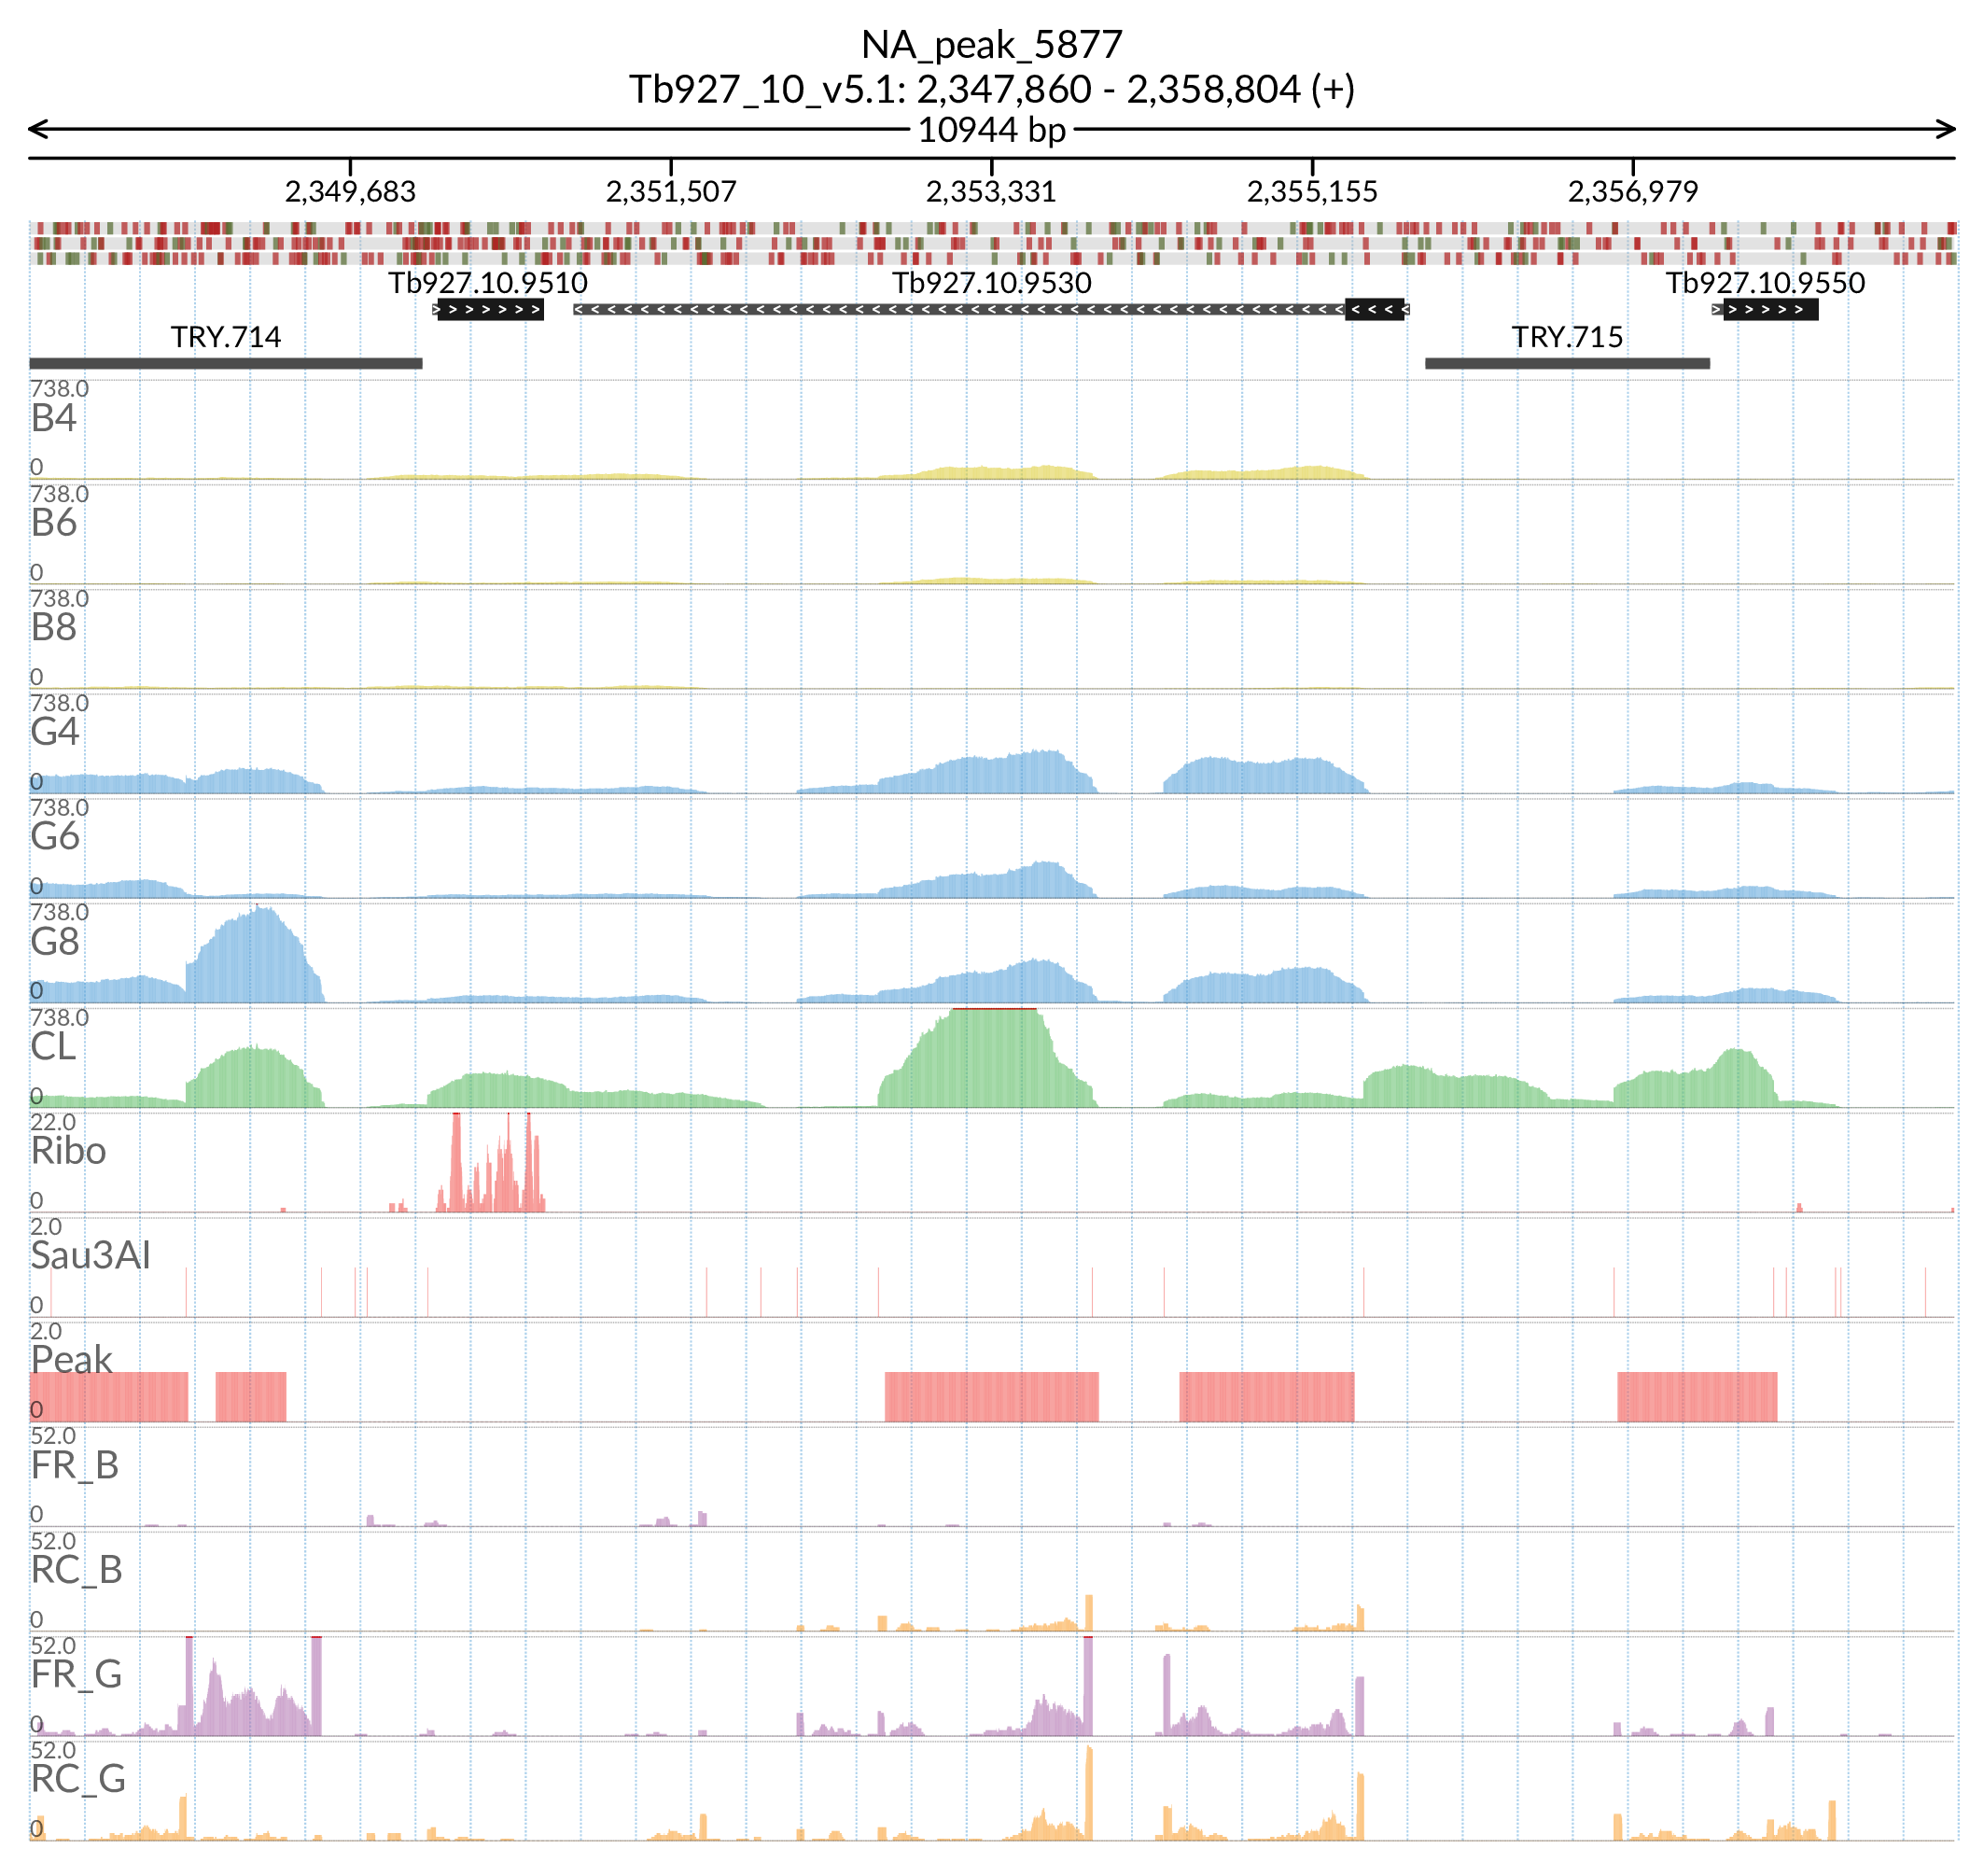 NA_peak_5877
Tb927_10_v5.1: 2,347,860 - 2,358,804 (+)
10944 bp
2,349,683 2,351,507 2,353,331 2,355,155 2,356,979
Tb927.10.9510 Tb927.10.9530 Tb927.10.9550
TRY.714 TRY.715
738.0
B4
0
738.0
B6
0
738.0
B8
0
738.0
G4
0
738.0
G6
0
738.0
G8
0
738.0
CL
0
22.0
Ribo
0
2.0
Sau3AI
0
2.0
Peak
0
52.0
FR_B
0
52.0
RC_B
0
52.0
FR_G
0
52.0
RC_G
0